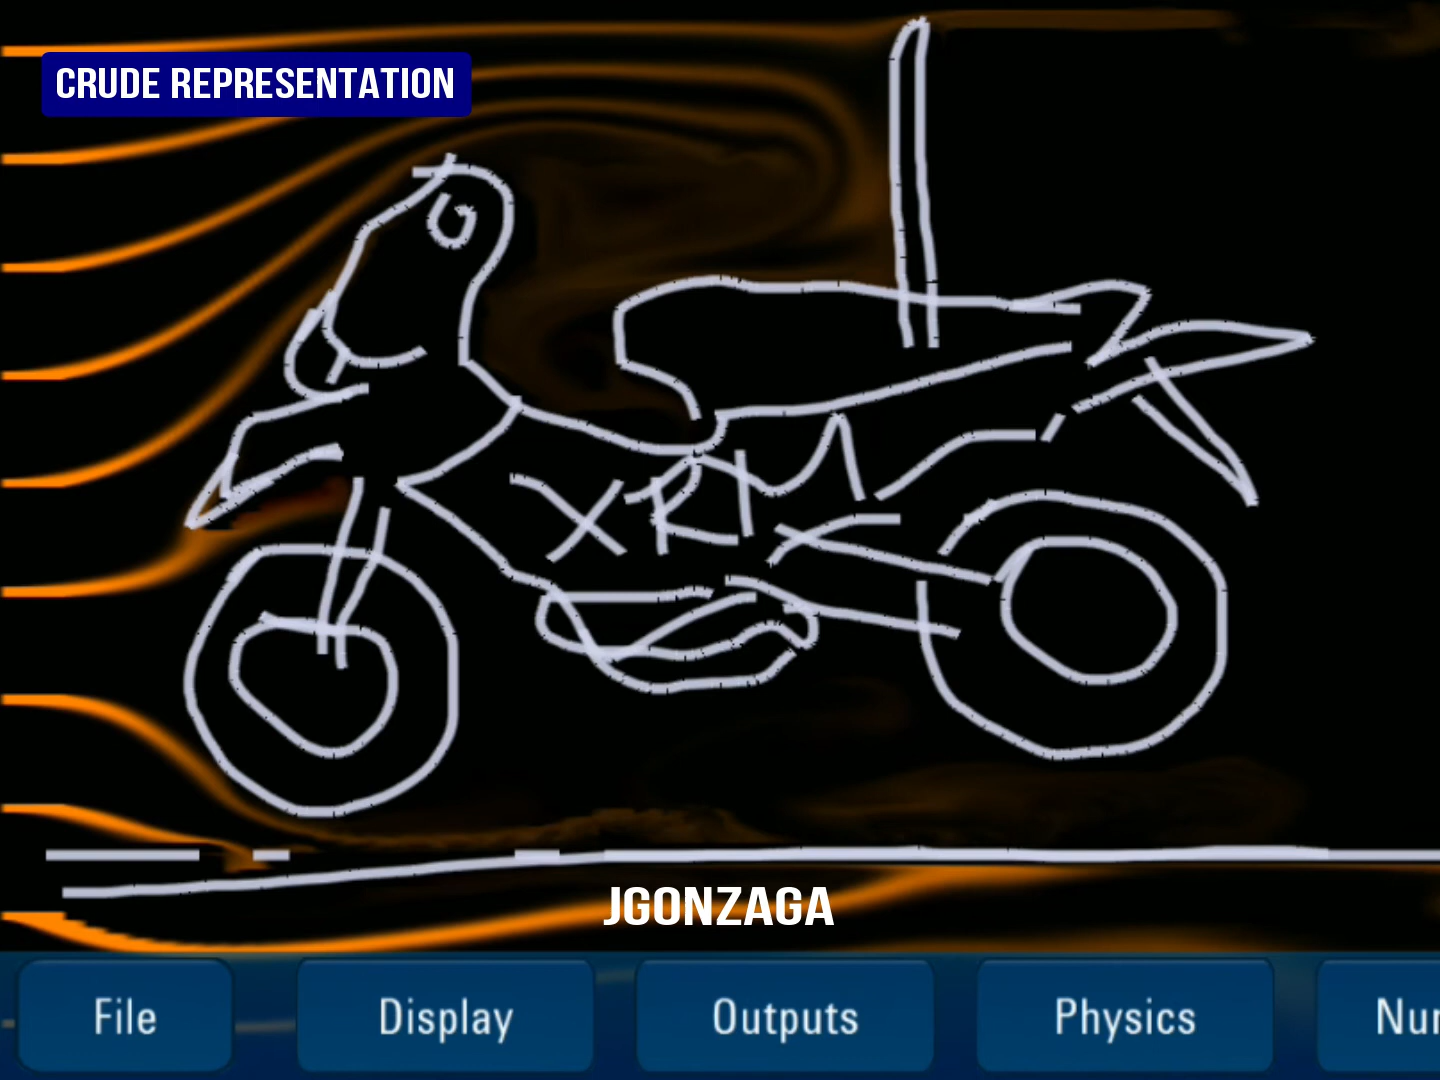 CRUDE REPRESENTATION
XRM
JGONZAGA
File
Display
Outputs
Physics